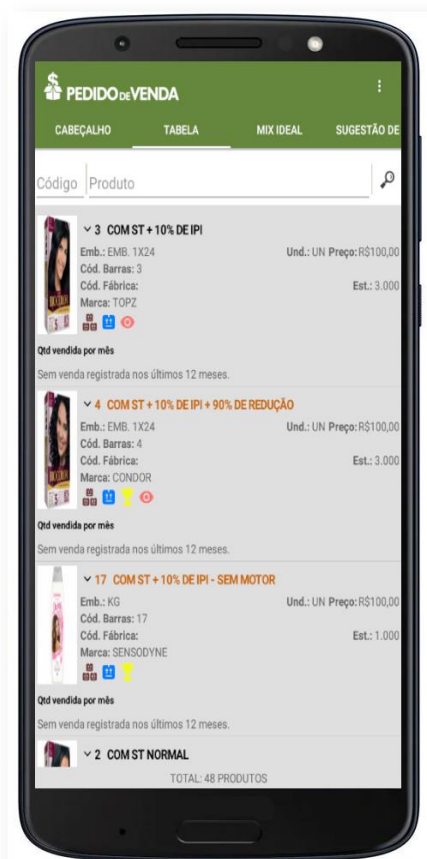 PEDIDO DE VENDA
CABEÇALHO TABELA MIX IDEAL SUGESTÃO DE
Código Produto
3 COM ST + 10% DE IPI
Emb.: EMB. 1X24 Und.: UN Preço: R$100,00
Cód. Barras: 3
Cód. Fábrica: Est.: 3.000
Marca: TOPZ
Qtd vendida por mês
Sem venda registrada nos últimos 12 meses.
4 COM ST + 10% DE IPI + 90% DE REDUÇÃO
Emb.: EMB. 1X24 Und.: UN Preço: R$100,00
Cód. Barras: 4
Cód. Fábrica: Est.: 3.000
Marca: CONDOR
Qtd vendida por mês
Sem venda registrada nos últimos 12 meses.
17 COM ST + 10% DE IPI - SEM MOTOR
Emb.: KG Und.: UN Preço: R$100,00
Cód. Barras: 17
Cód. Fábrica: Est.: 1.000
Marca: SENSODYNE
Qtd vendida por mês
Sem venda registrada nos últimos 12 meses.
2 COM ST NORMAL
TOTAL: 48 PRODUTOS